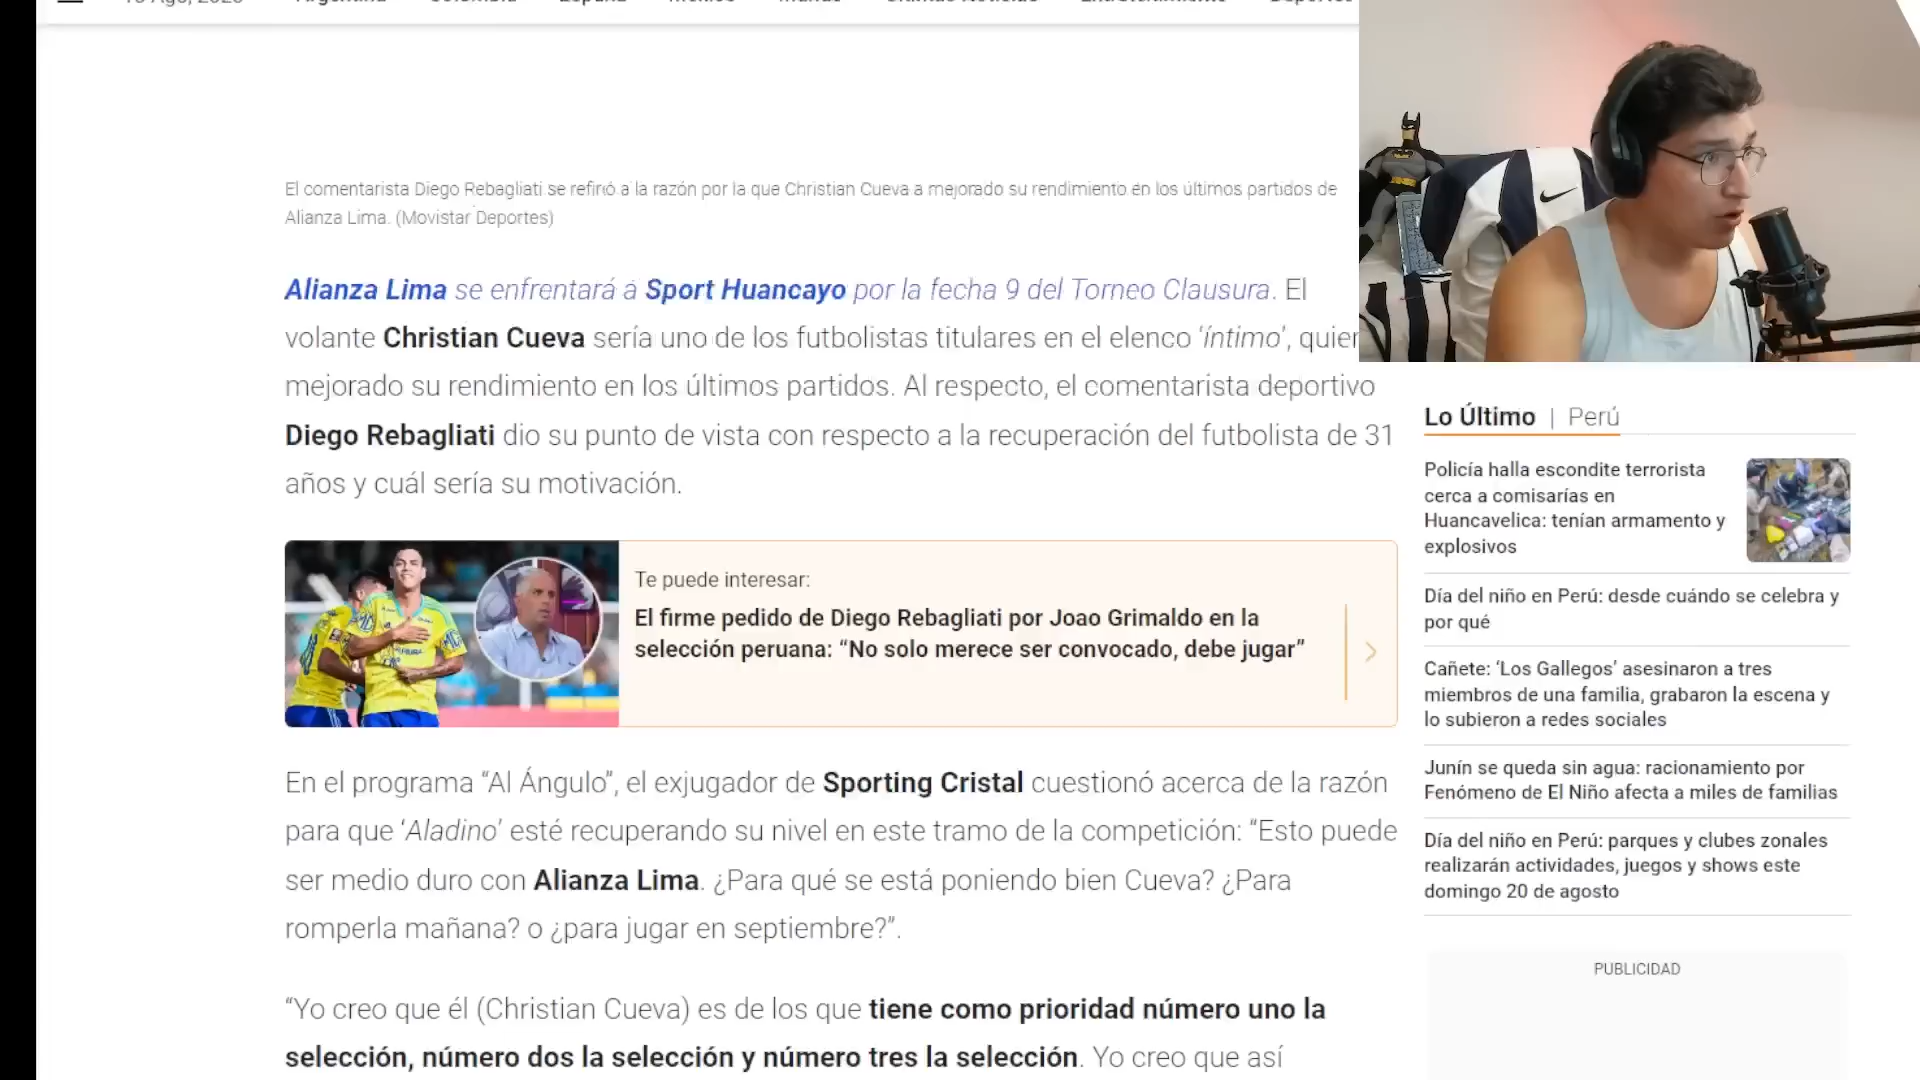 El comentarista Diego Rebagliati se refirió a la razón por la que Christian Cueva a mejorado su rendimiento en los últimos partidos de
Alianza Lima. (Movistar Deportes)
Alianza Lima se enfrentará a Sport Huancayo por la fecha 9 del Torneo Clausura. El
volante Christian Cueva sería uno de los futbolistas titulares en el elenco ‘íntimo’, quien
mejorado su rendimiento en los últimos partidos. Al respecto, el comentarista deportivo
Diego Rebagliati dio su punto de vista con respecto a la recuperación del futbolista de 31
años y cuál sería su motivación.
Te puede interesar:
El firme pedido de Diego Rebagliati por Joao Grimaldo en la
selección peruana: “No solo merece ser convocado, debe jugar”
En el programa “Al Ángulo”, el exjugador de Sporting Cristal cuestionó acerca de la razón
para que ‘Aladino’ esté recuperando su nivel en este tramo de la competición: “Esto puede
ser medio duro con Alianza Lima. ¿Para qué se está poniendo bien Cueva? ¿Para
romperla mañana? o ¿para jugar en septiembre?”.
“Yo creo que él (Christian Cueva) es de los que tiene como prioridad número uno la
selección, número dos la selección y número tres la selección. Yo creo que así
Lo Último | Perú
Policía halla escondite terrorista
cerca a comisarías en
Huancavelica: tenían armamento y
explosivos
Día del niño en Perú: desde cuándo se celebra y
por qué
Cañete: ‘Los Gallegos’ asesinaron a tres
miembros de una familia, grabaron la escena y
lo subieron a redes sociales
Junín se queda sin agua: racionamiento por
Fenómeno de El Niño afecta a miles de familias
Día del niño en Perú: parques y clubes zonales
realizarán actividades, juegos y shows este
domingo 20 de agosto
PUBLICIDAD